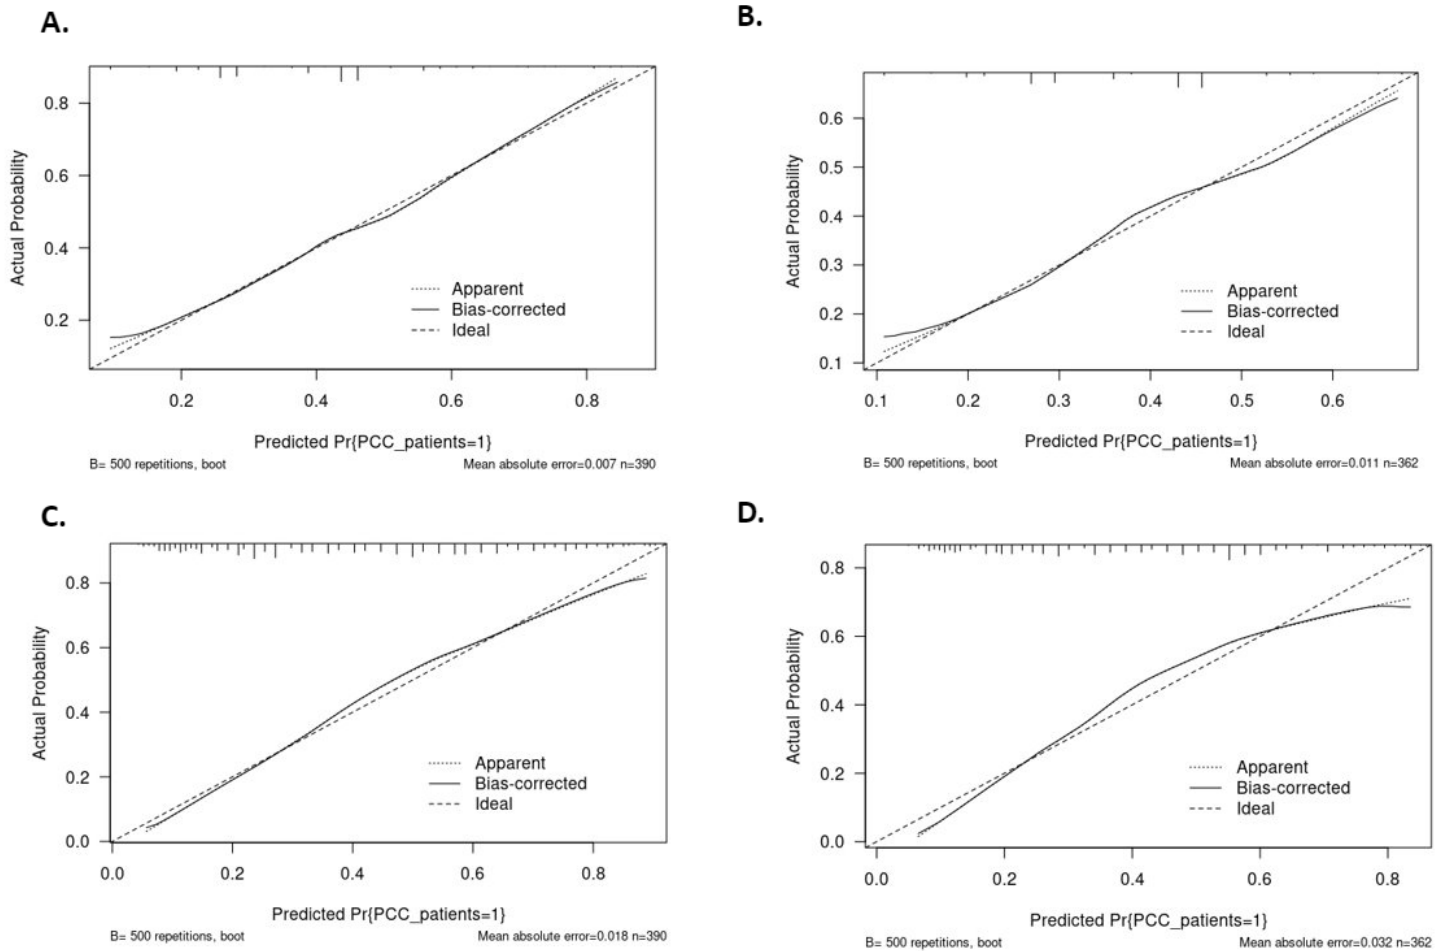 A.
Actual Probability
0.8
0.6
0.4
0.2
Apparent
Bias-corrected
Ideal
0.2 0.4 0.6 0.8
Predicted Pr{PCC_patients=1}
B= 500 repetitions, boot Mean absolute error=0.007 n=390
B.
Actual Probability
0.6
0.5
0.4
0.3
0.2
0.1
Apparent
Bias-corrected
Ideal
0.1 0.2 0.3 0.4 0.5 0.6
Predicted Pr{PCC_patients=1}
B= 500 repetitions, boot Mean absolute error=0.011 n=362
C.
Actual Probability
0.8
0.6
0.4
0.2
0.0
Apparent
Bias-corrected
Ideal
0.0 0.2 0.4 0.6 0.8
Predicted Pr{PCC_patients=1}
B= 500 repetitions, boot Mean absolute error=0.018 n=390
D.
Actual Probability
0.8
0.6
0.4
0.2
0.0
Apparent
Bias-corrected
Ideal
0.0 0.2 0.4 0.6 0.8
Predicted Pr{PCC_patients=1}
B= 500 repetitions, boot Mean absolute error=0.032 n=362